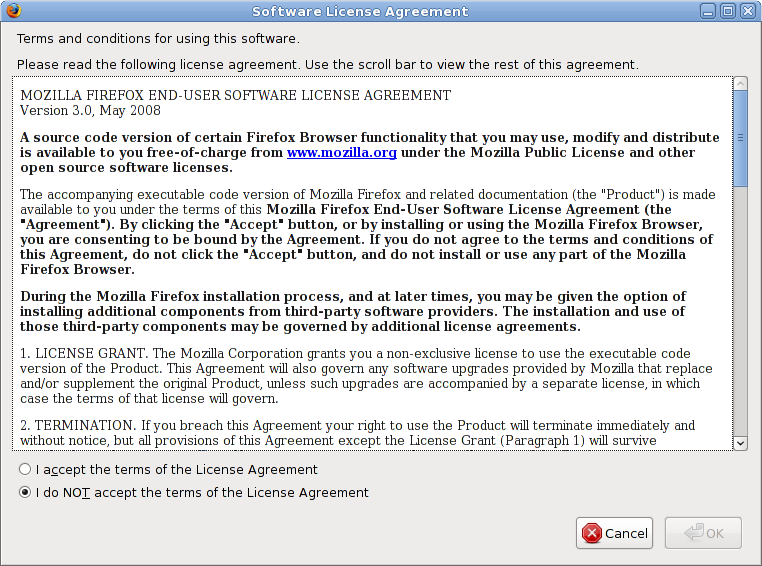 Software License Agreement
Terms and conditions for using this software.
Please read the following license agreement. Use the scroll bar to view the rest of this agreement.
MOZILLA FIREFOX END-USER SOFTWARE LICENSE AGREEMENT
Version 3.0, May 2008
A source code version of certain Firefox Browser functionality that you may use, modify and distribute
is available to you free-of-charge from www.mozilla.org under the Mozilla Public License and other
open source software licenses.
The accompanying executable code version of Mozilla Firefox and related documentation (the "Product") is made
available to you under the terms of this Mozilla Firefox End-User Software License Agreement (the
"Agreement"). By clicking the "Accept" button, or by installing or using the Mozilla Firefox Browser,
you are consenting to be bound by the Agreement. If you do not agree to the terms and conditions of
this Agreement, do not click the "Accept" button, and do not install or use any part of the Mozilla
Firefox Browser.
During the Mozilla Firefox installation process, and at later times, you may be given the option of
installing additional components from third-party software providers. The installation and use of
those third-party components may be governed by additional license agreements.
1. LICENSE GRANT. The Mozilla Corporation grants you a non-exclusive license to use the executable code
version of the Product. This Agreement will also govern any software upgrades provided by Mozilla that replace
and/or supplement the original Product, unless such upgrades are accompanied by a separate license, in which
case the terms of that license will govern.
2. TERMINATION. If you breach this Agreement your right to use the Product will terminate immediately and
without notice, but all provisions of this Agreement except the License Grant (Paragraph 1) will survive
I accept the terms of the License Agreement
I do NOT accept the terms of the License Agreement
Cancel
OK